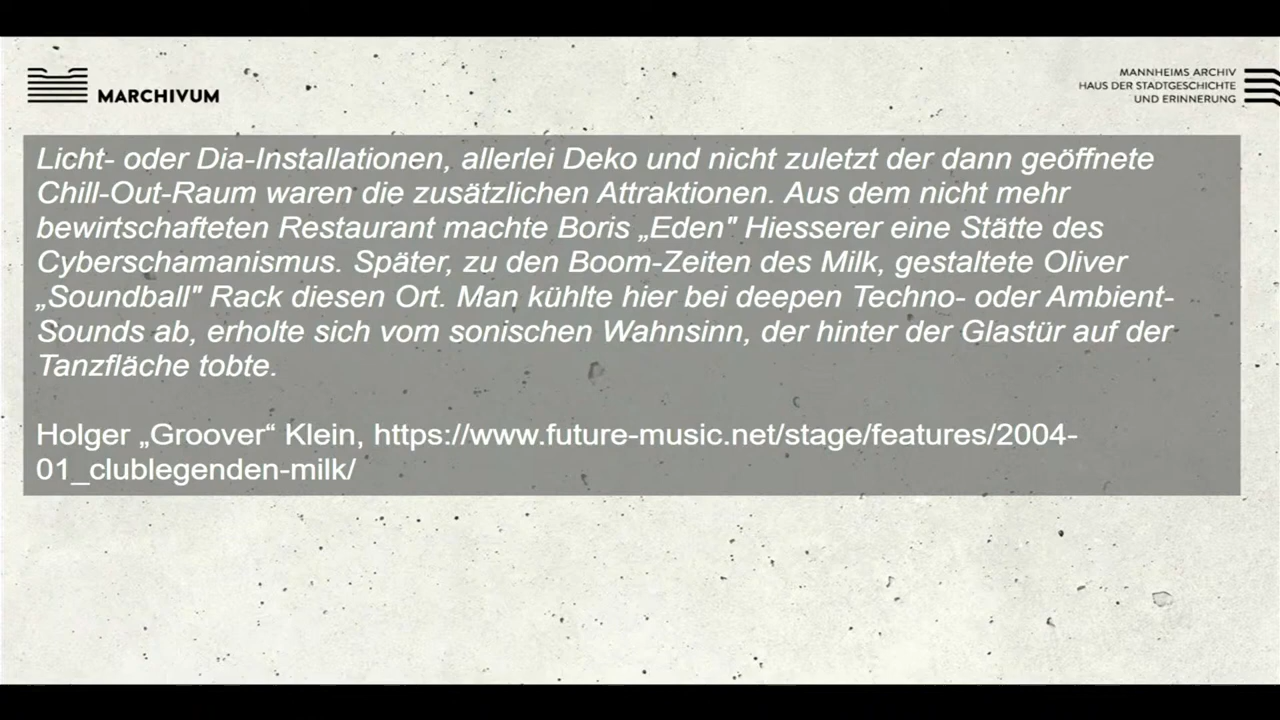 MARCHIVUM
MANNHEIMS ARCHIV
HAUS DER STADTGESCHICHTE
UND ERINNERUNG
Licht- oder Dia-Installationen, allerlei Deko und nicht zuletzt der dann geöffnete
Chill-Out-Raum waren die zusätzlichen Attraktionen. Aus dem nicht mehr
bewirtschafteten Restaurant machte Boris „Eden" Hiesserer eine Stätte des
Cyberschamanismus. Später, zu den Boom-Zeiten des Milk, gestaltete Oliver
„Soundball" Rack diesen Ort. Man kühlte hier bei deepen Techno- oder Ambient-
Sounds ab, erholte sich vom sonischen Wahnsinn, der hinter der Glastür auf der
Tanzfläche tobte.
Holger „Groover“ Klein, https://www.future-music.net/stage/features/2004-
01_clublegenden-milk/